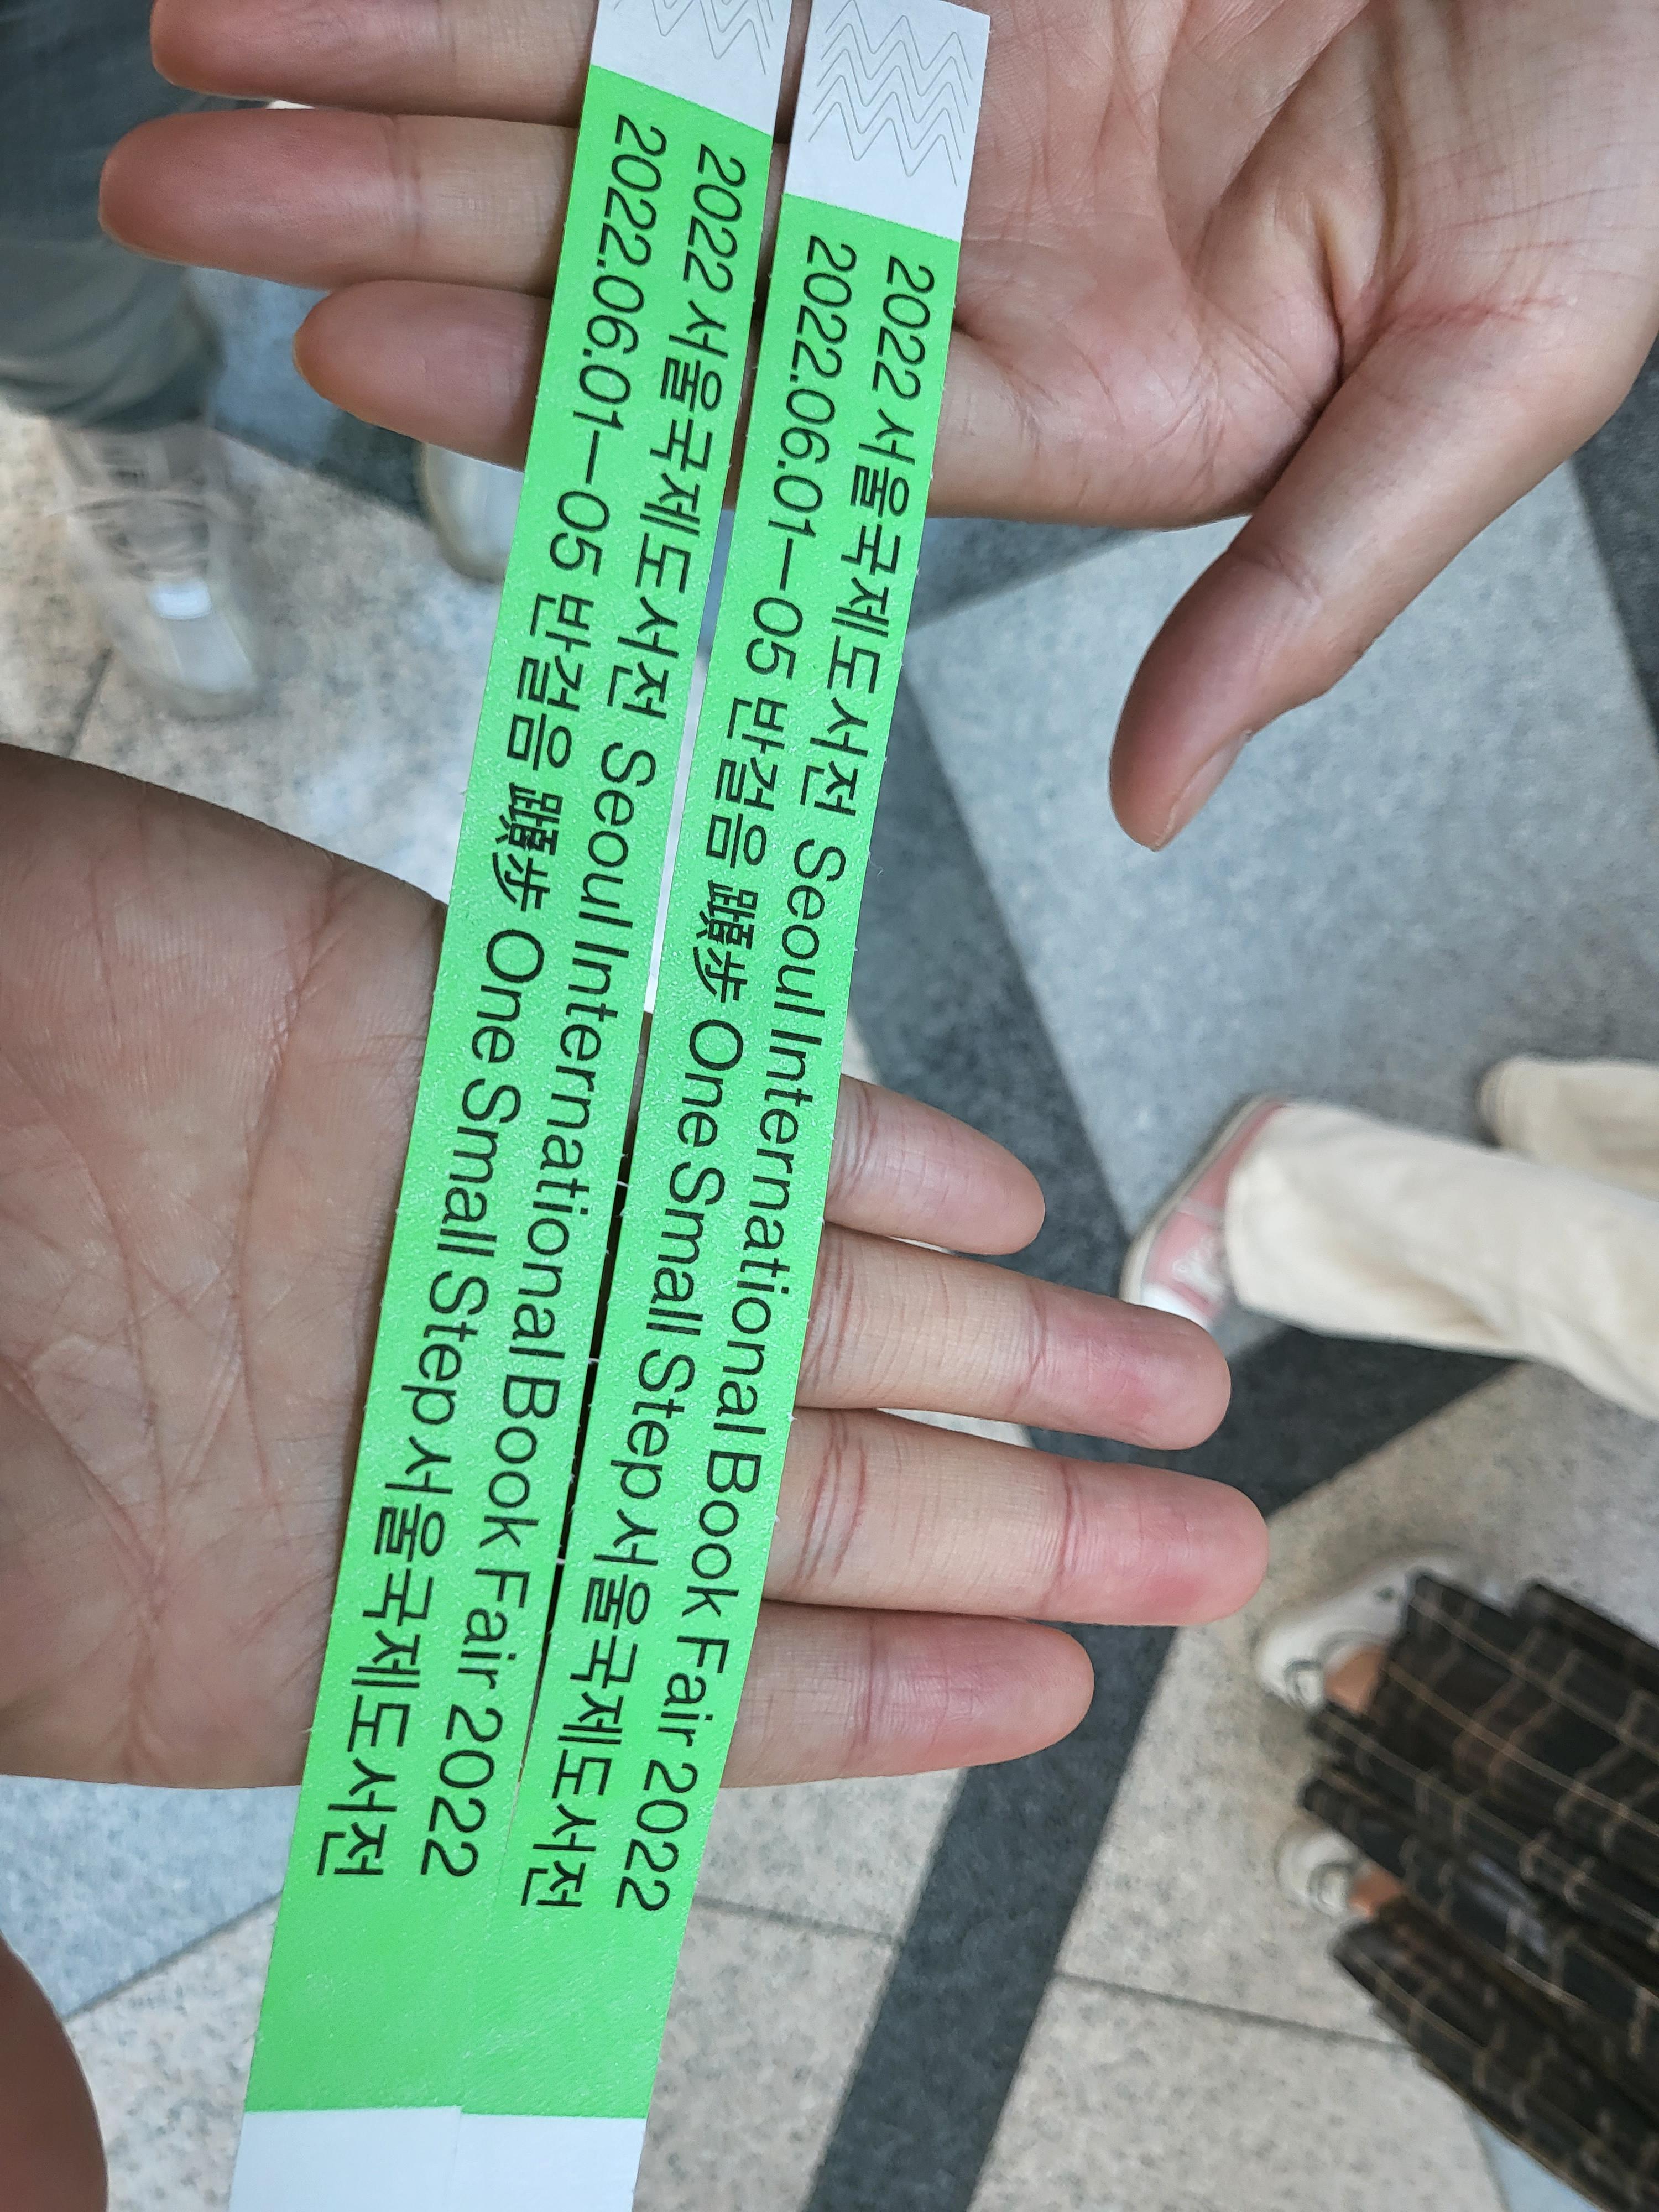 2022 서울국제도서전 Seoul International Book Fair 2022
2022.06.01—05 반걸음 蹞步 One Small Step 서울국제도서전
2022 서울국제도서전 Seoul International Book Fair 2022
2022.06.01—05 반걸음 蹞步 One Small Step 서울국제도서전